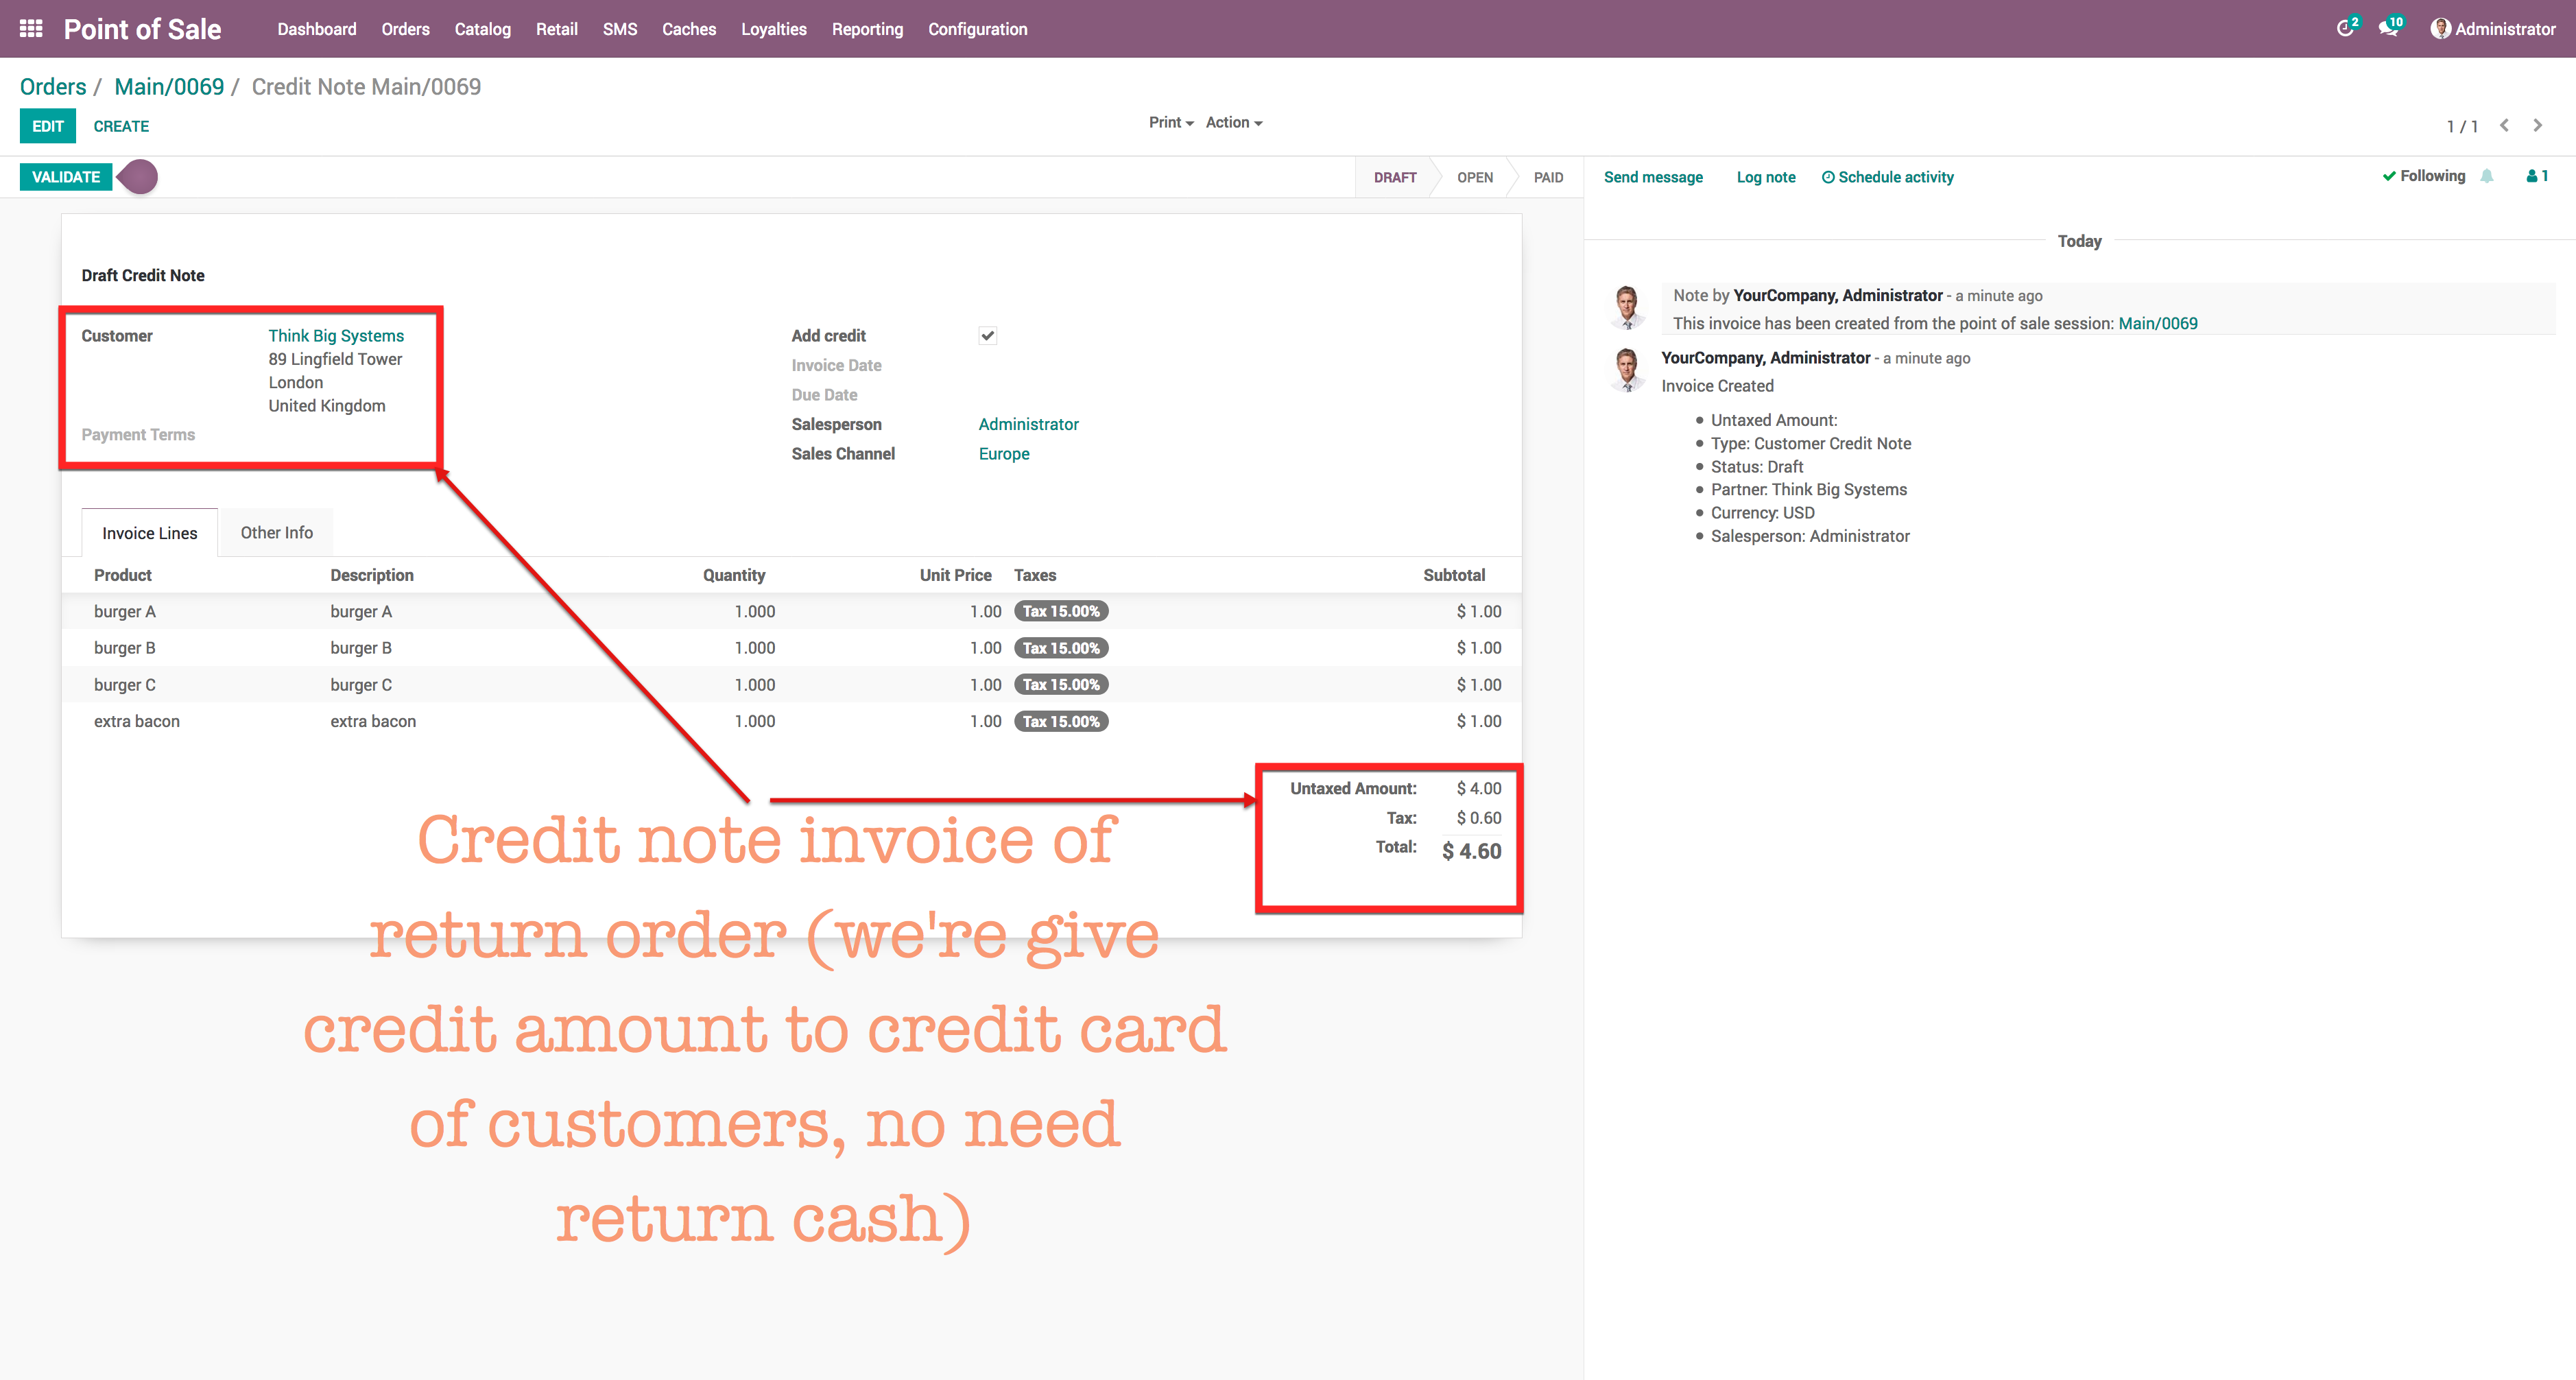 Point of Sale Dashboard Orders Catalog Retail SMS Caches Loyalties Reporting Configuration 2 10 Administrator
Orders / Main/0069 / Credit Note Main/0069
EDIT CREATE Print Action 1 / 1
VALIDATE DRAFT OPEN PAID Send message Log note Schedule activity Following 1
Draft Credit Note
Customer Think Big Systems
89 Lingfield Tower
London
United Kingdom
Payment Terms
Add credit
Invoice Date
Due Date
Salesperson Administrator
Sales Channel Europe
Invoice Lines Other Info
Product Description Quantity Unit Price Taxes Subtotal
burger A burger A 1.000 1.00 Tax 15.00% $ 1.00
burger B burger B 1.000 1.00 Tax 15.00% $ 1.00
burger C burger C 1.000 1.00 Tax 15.00% $ 1.00
extra bacon extra bacon 1.000 1.00 Tax 15.00% $ 1.00
Untaxed Amount: $ 4.00
Tax: $ 0.60
Total: $ 4.60
Credit note invoice of
return order (we're give
credit amount to credit card
of customers, no need
return cash)
Today
Note by YourCompany, Administrator - a minute ago
This invoice has been created from the point of sale session: Main/0069
YourCompany, Administrator - a minute ago
Invoice Created
• Untaxed Amount:
• Type: Customer Credit Note
• Status: Draft
• Partner: Think Big Systems
• Currency: USD
• Salesperson: Administrator